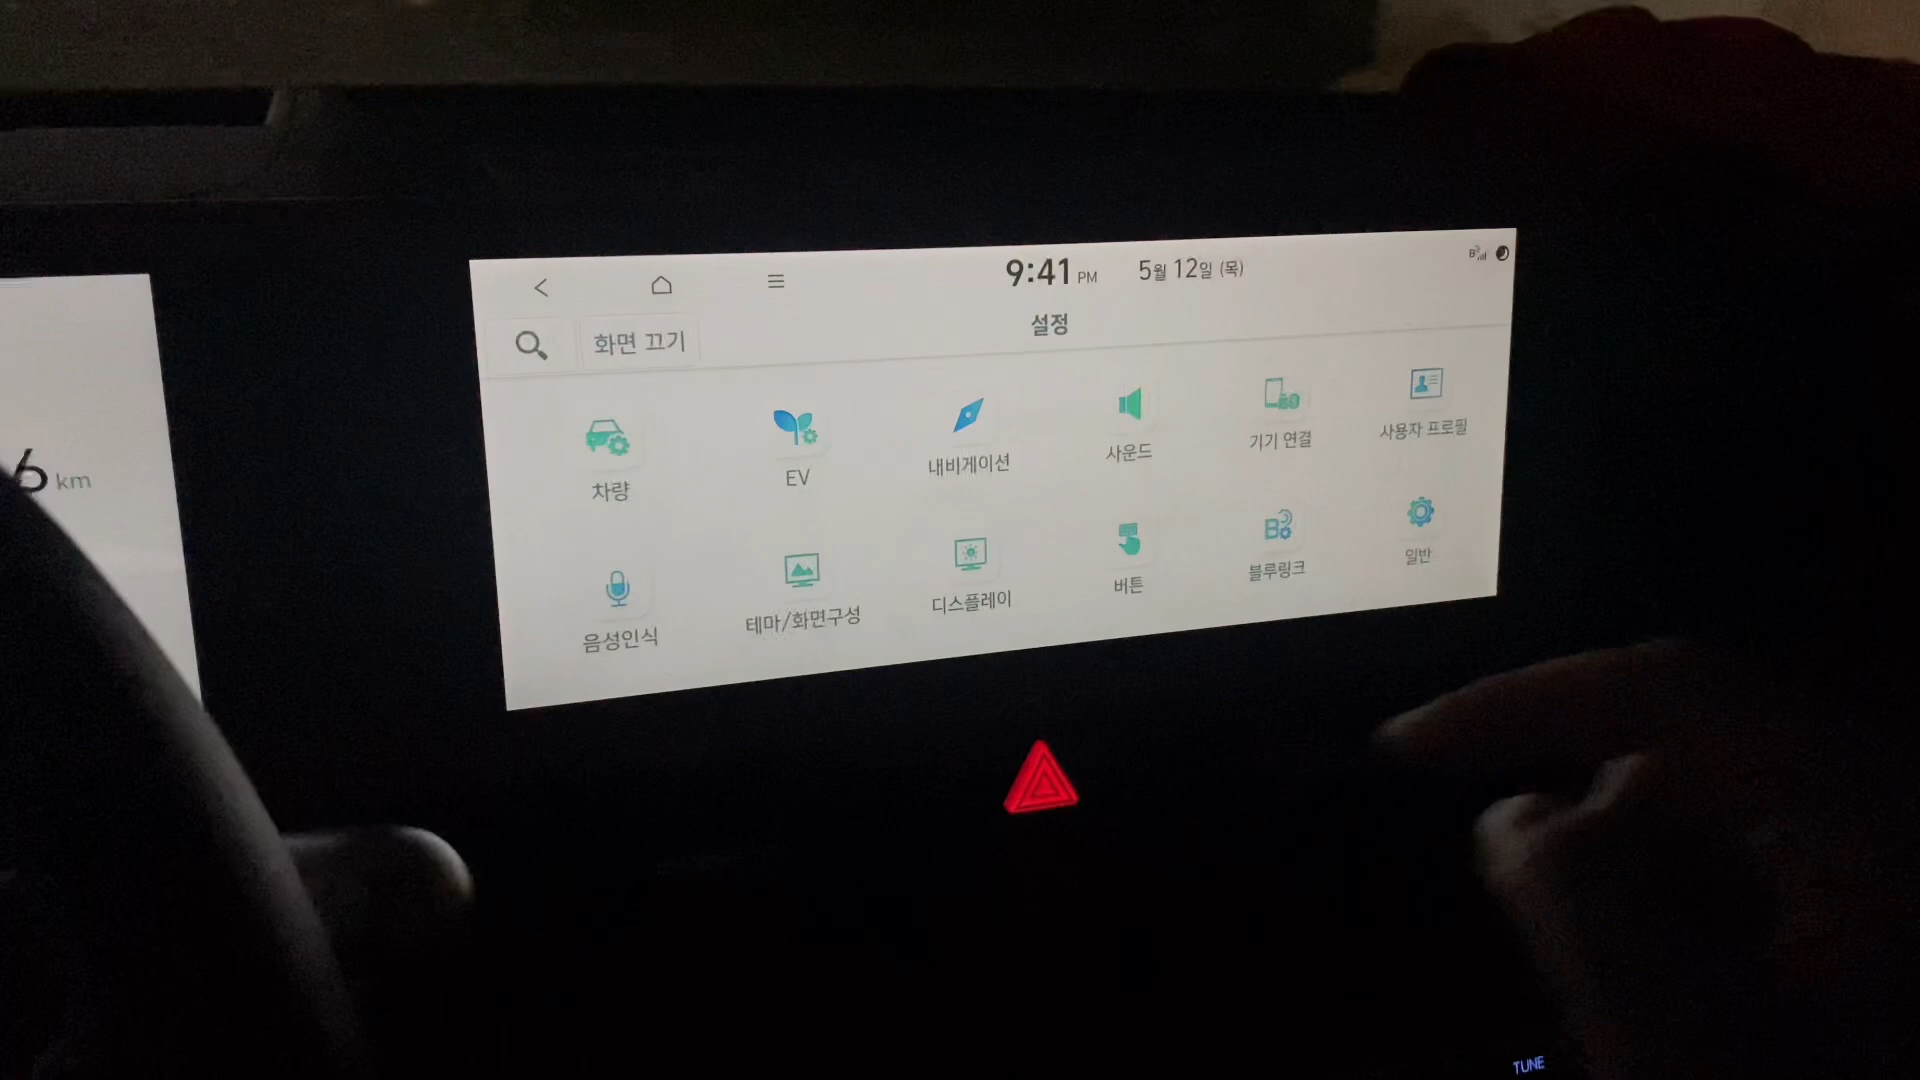 9:41 PM 5월 12일 (목)
화면 끄기
설정
6 km
차량
EV
내비게이션
사운드
기기 연결
사용자 프로필
음성인식
테마/화면구성
디스플레이
버튼
블루링크
일반
TUNE